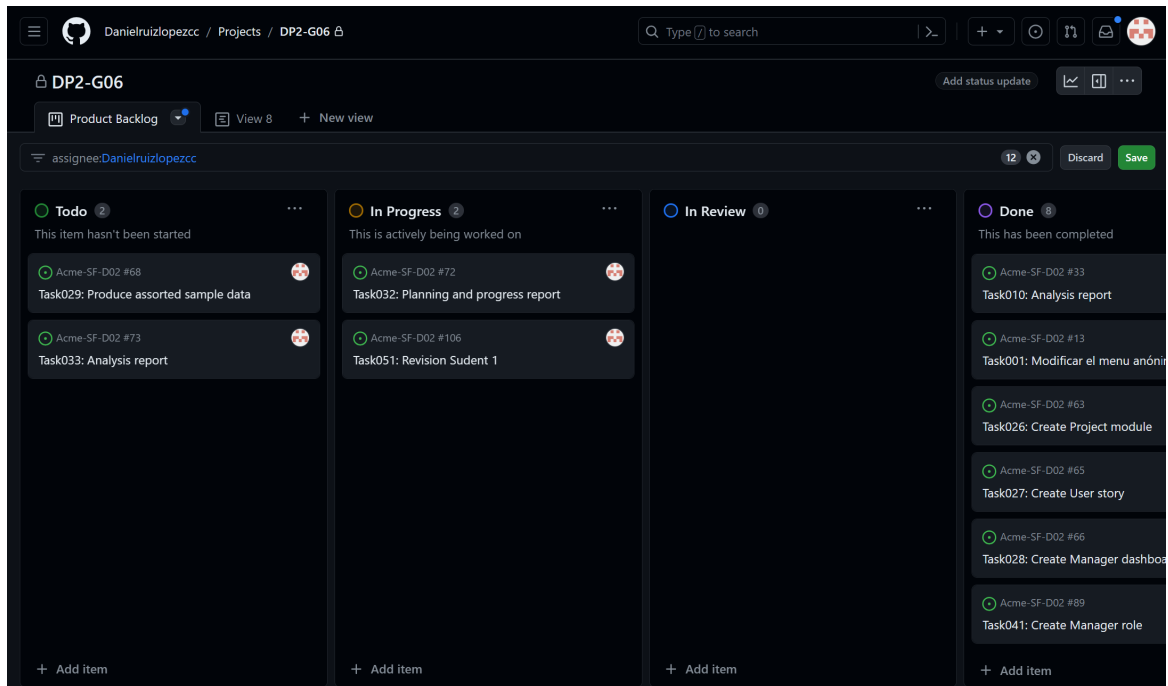 Danielruizlopezcc / Projects / DP2-G06
Type / to search
DP2-G06
Add status update
Product Backlog
View 8
+ New view
assignee:Danielruizlopezcc
12
Discard
Save
Todo 2
This item hasn't been started
Acme-SF-D02 #68
Task029: Produce assorted sample data
Acme-SF-D02 #73
Task033: Analysis report
+ Add item
In Progress 2
This is actively being worked on
Acme-SF-D02 #72
Task032: Planning and progress report
Acme-SF-D02 #106
Task051: Revision Sudent 1
+ Add item
In Review 0
+ Add item
Done 8
This has been completed
Acme-SF-D02 #33
Task010: Analysis report
Acme-SF-D02 #13
Task001: Modificar el menu anóni
Acme-SF-D02 #63
Task026: Create Project module
Acme-SF-D02 #65
Task027: Create User story
Acme-SF-D02 #66
Task028: Create Manager dashboa
Acme-SF-D02 #89
Task041: Create Manager role
+ Add item